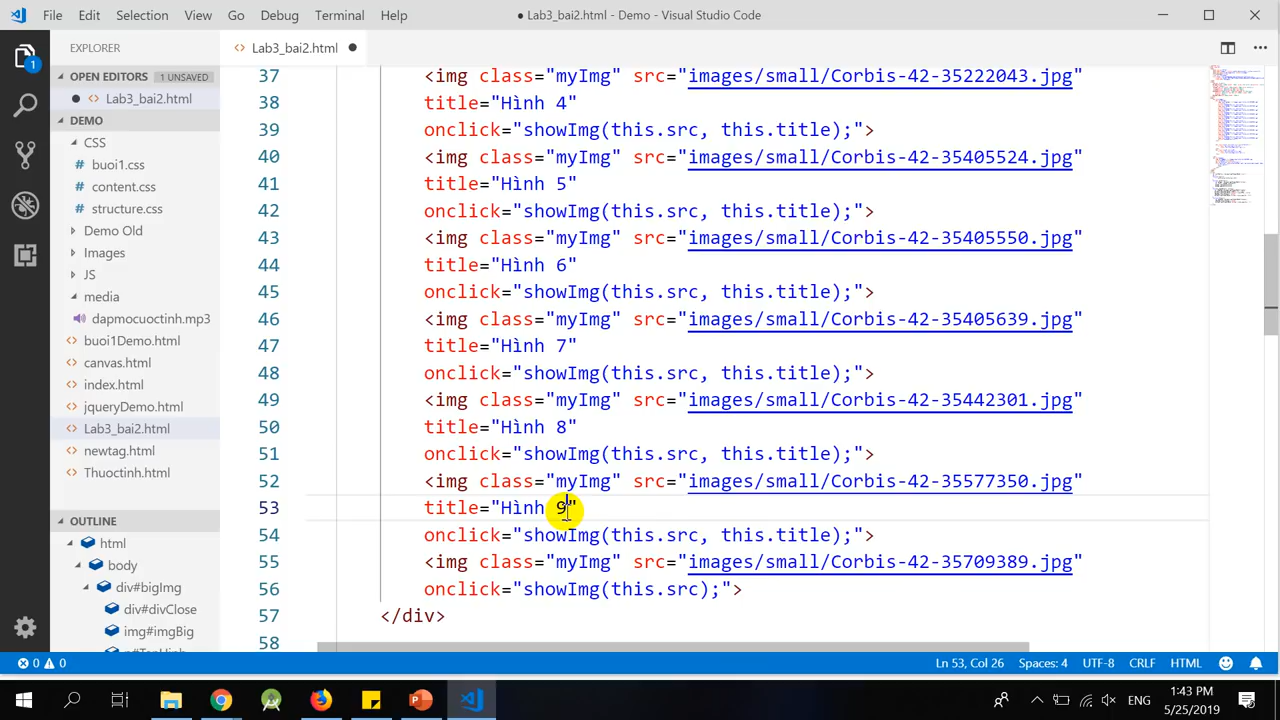 File Edit Selection View Go Debug Terminal Help
● Lab3_bai2.html - Demo - Visual Studio Code
EXPLORER
<> Lab3_bai2.html ●
OPEN EDITORS 1 UNSAVED
● <> Lab3_bai2.html
DEMO
CSS
# buoi1.css
# content.css
# structure.css
Demo Old
Images
JS
media
dapmocuoctinh.mp3
<> buoi1Demo.html
<> canvas.html
<> index.html
<> jqueryDemo.html
<> Lab3_bai2.html
<> newtag.html
<> Thuoctinh.html
OUTLINE
html
body
div#bigImg
div#divClose
img#imgBig
1
37 <img class="myImg" src="images/small/Corbis-42-35222043.jpg"
38 title="Hình 4"
39 onclick="showImg(this.src, this.title);">
40 <img class="myImg" src="images/small/Corbis-42-35405524.jpg"
41 title="Hình 5"
42 onclick="showImg(this.src, this.title);">
43 <img class="myImg" src="images/small/Corbis-42-35405550.jpg"
44 title="Hình 6"
45 onclick="showImg(this.src, this.title);">
46 <img class="myImg" src="images/small/Corbis-42-35405639.jpg"
47 title="Hình 7"
48 onclick="showImg(this.src, this.title);">
49 <img class="myImg" src="images/small/Corbis-42-35442301.jpg"
50 title="Hình 8"
51 onclick="showImg(this.src, this.title);">
52 <img class="myImg" src="images/small/Corbis-42-35577350.jpg"
53 title="Hình 9"
54 onclick="showImg(this.src, this.title);">
55 <img class="myImg" src="images/small/Corbis-42-35709389.jpg"
56 onclick="showImg(this.src);">
57 </div>
58
0 0
Ln 53, Col 26 Spaces: 4 UTF-8 CRLF HTML
ENG
1:43 PM
5/25/2019